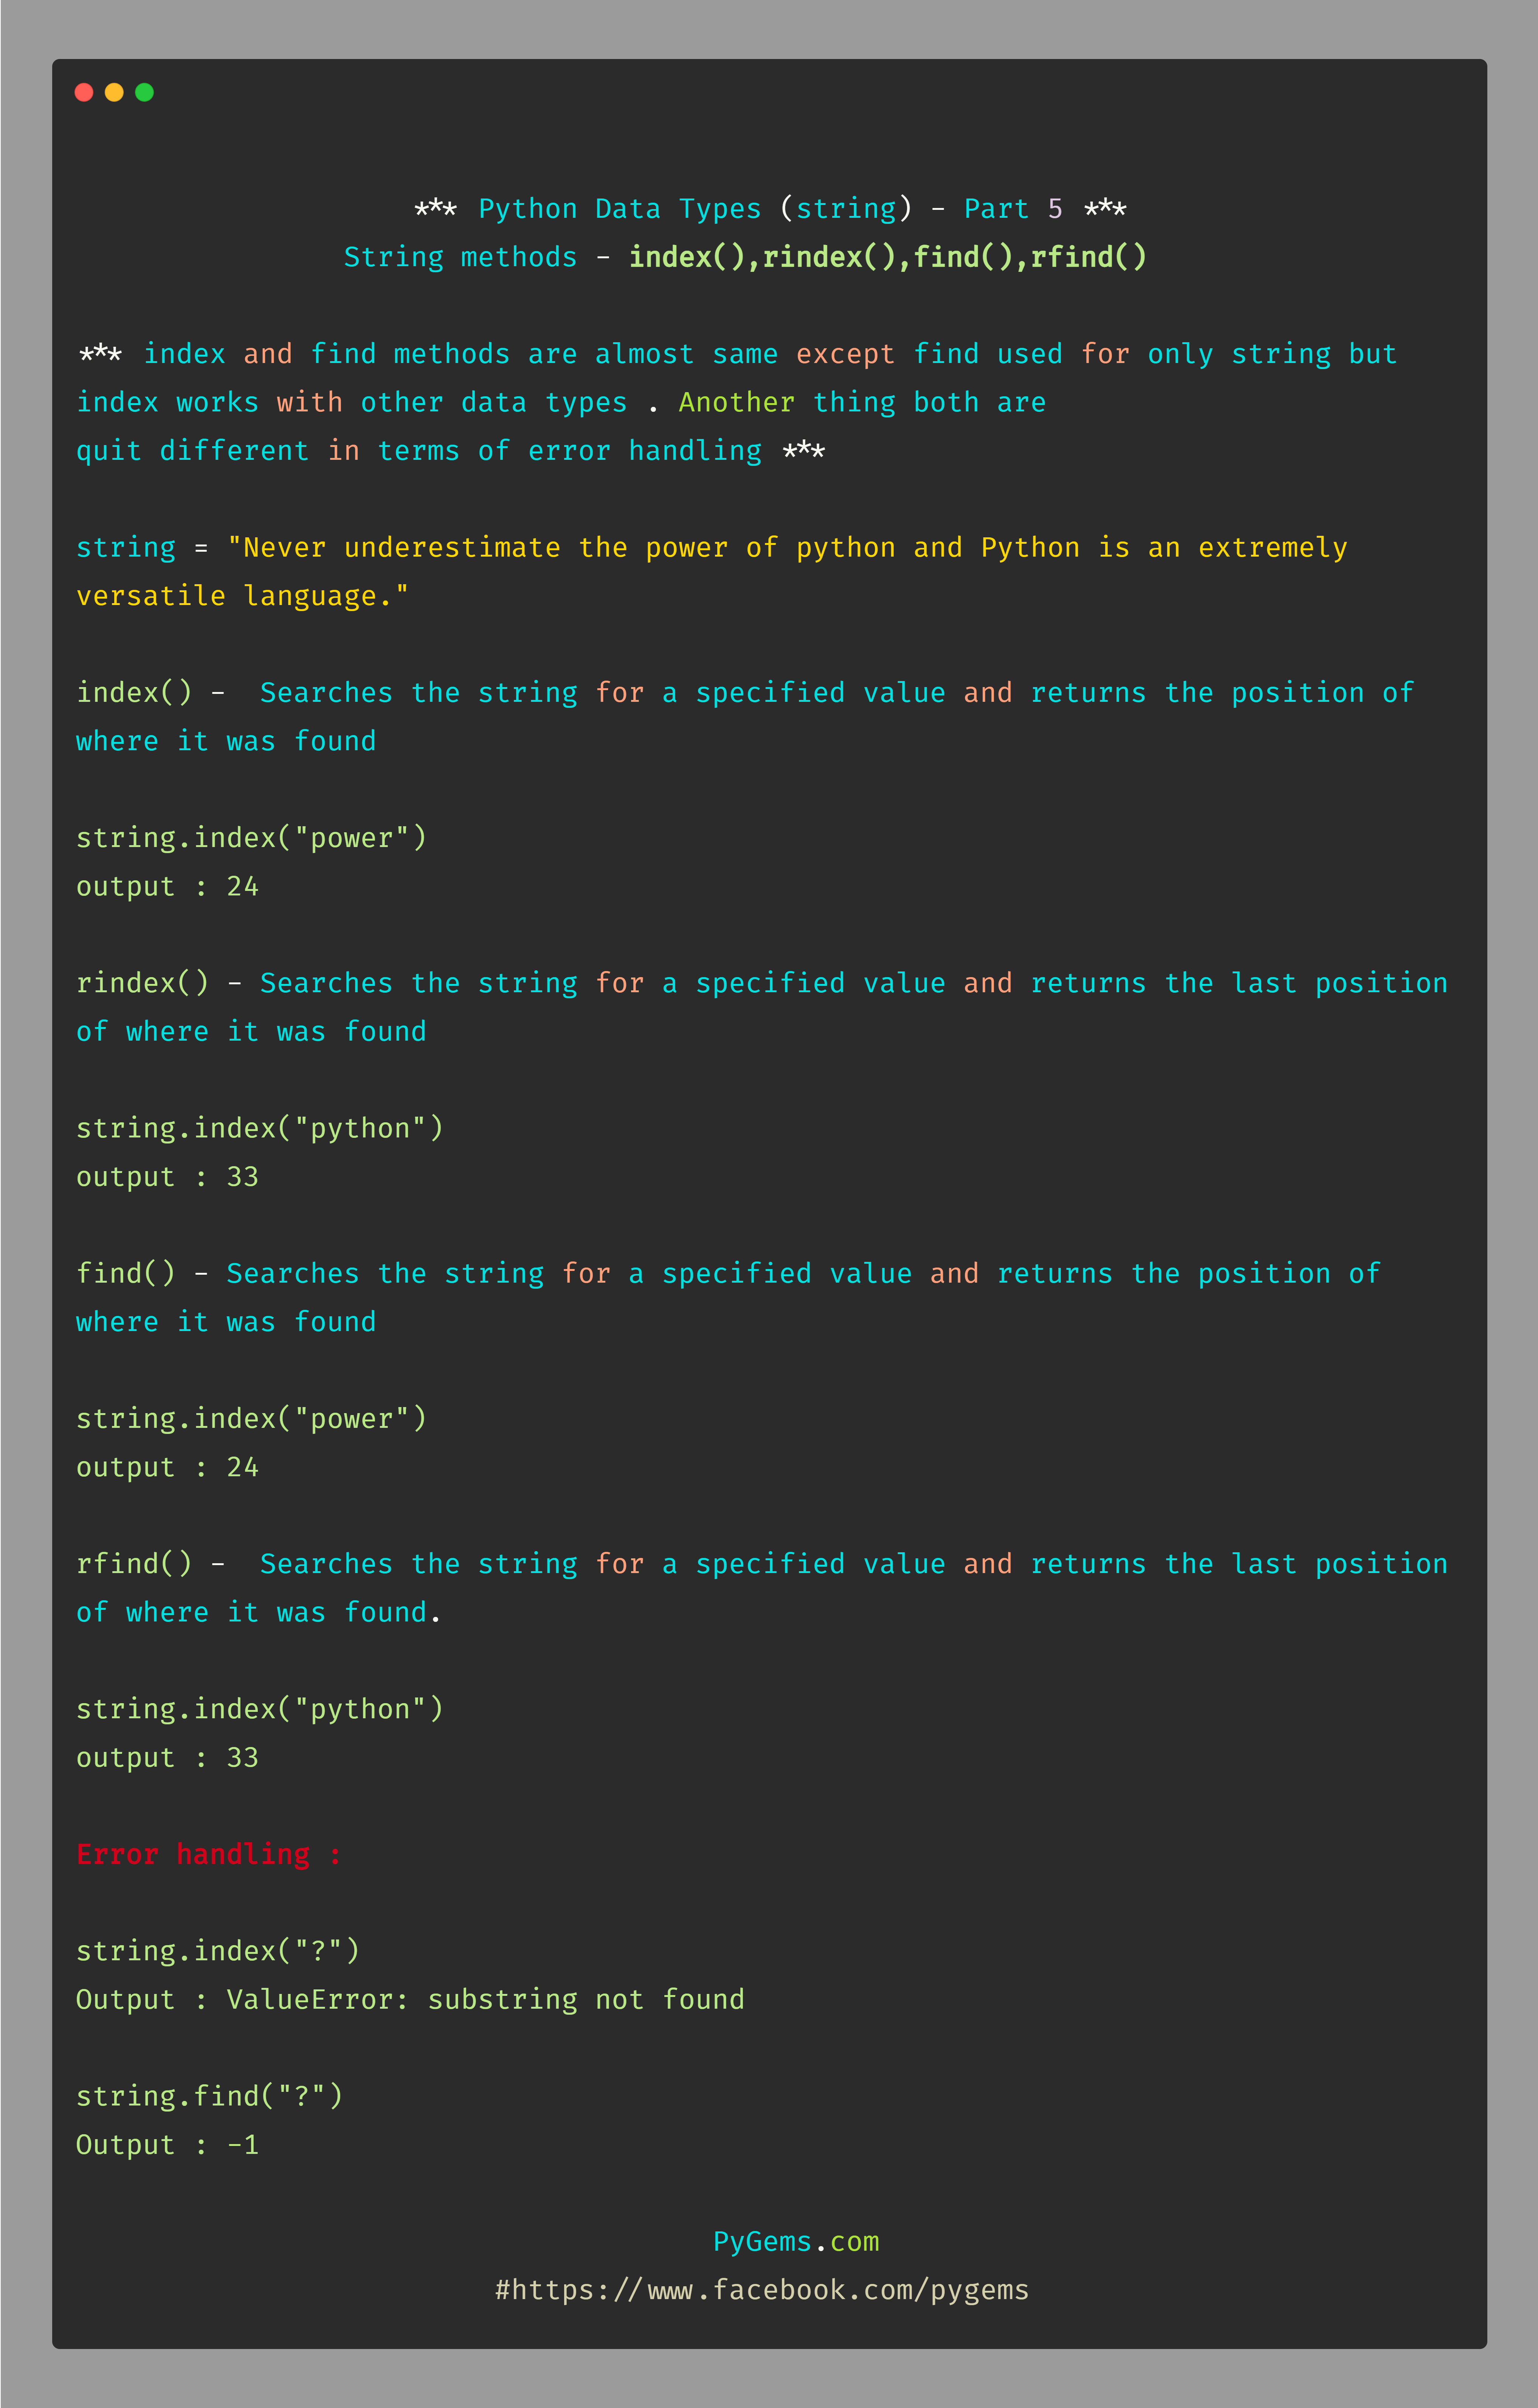 *** Python Data Types (string) - Part 5 ***
String methods - index(),rindex(),find(),rfind()
*** index and find methods are almost same except find used for only string but
index works with other data types . Another thing both are
quit different in terms of error handling ***
string = "Never underestimate the power of python and Python is an extremely
versatile language."
index() -  Searches the string for a specified value and returns the position of
where it was found
string.index("power")
output : 24
rindex() - Searches the string for a specified value and returns the last position
of where it was found
string.index("python")
output : 33
find() - Searches the string for a specified value and returns the position of
where it was found
string.index("power")
output : 24
rfind() -  Searches the string for a specified value and returns the last position
of where it was found.
string.index("python")
output : 33
Error handling :
string.index("?")
Output : ValueError: substring not found
string.find("?")
Output : -1
PyGems.com
#https://www.facebook.com/pygems